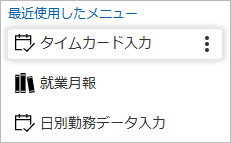 最近使用したメニュー
タイムカード入力
就業月報
日別勤務データ入力